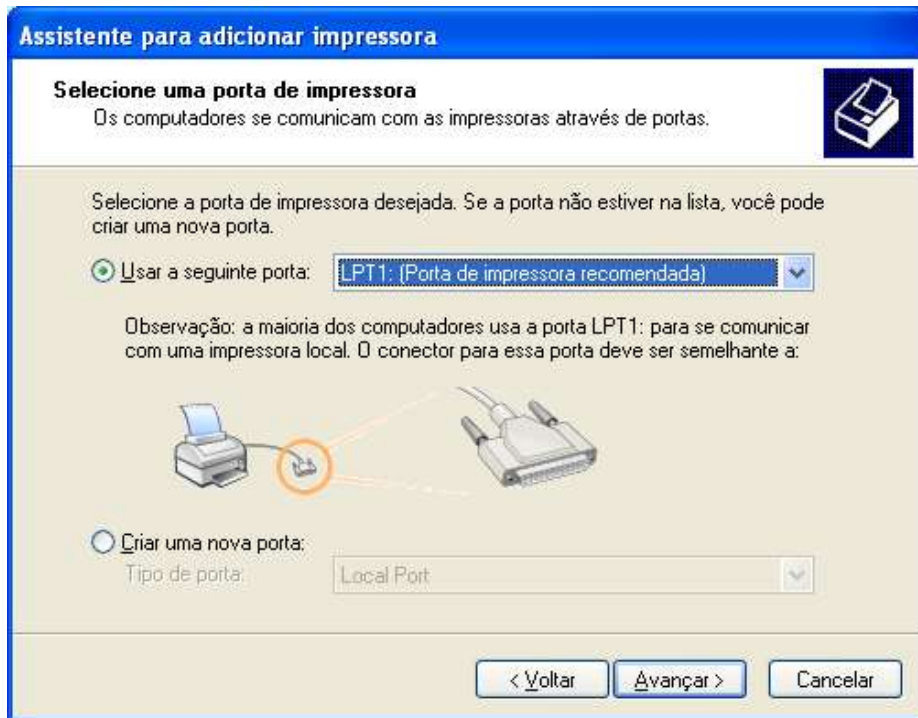 Assistente para adicionar impressora
Selecione uma porta de impressora
Os computadores se comunicam com as impressoras através de portas.
Selecione a porta de impressora desejada. Se a porta não estiver na lista, você pode
criar uma nova porta.
Usar a seguinte porta: LPT1: (Porta de impressora recomendada)
Observação: a maioria dos computadores usa a porta LPT1: para se comunicar
com uma impressora local. O conector para essa porta deve ser semelhante a:
Criar uma nova porta:
Tipo de porta: Local Port
< Voltar Avançar > Cancelar